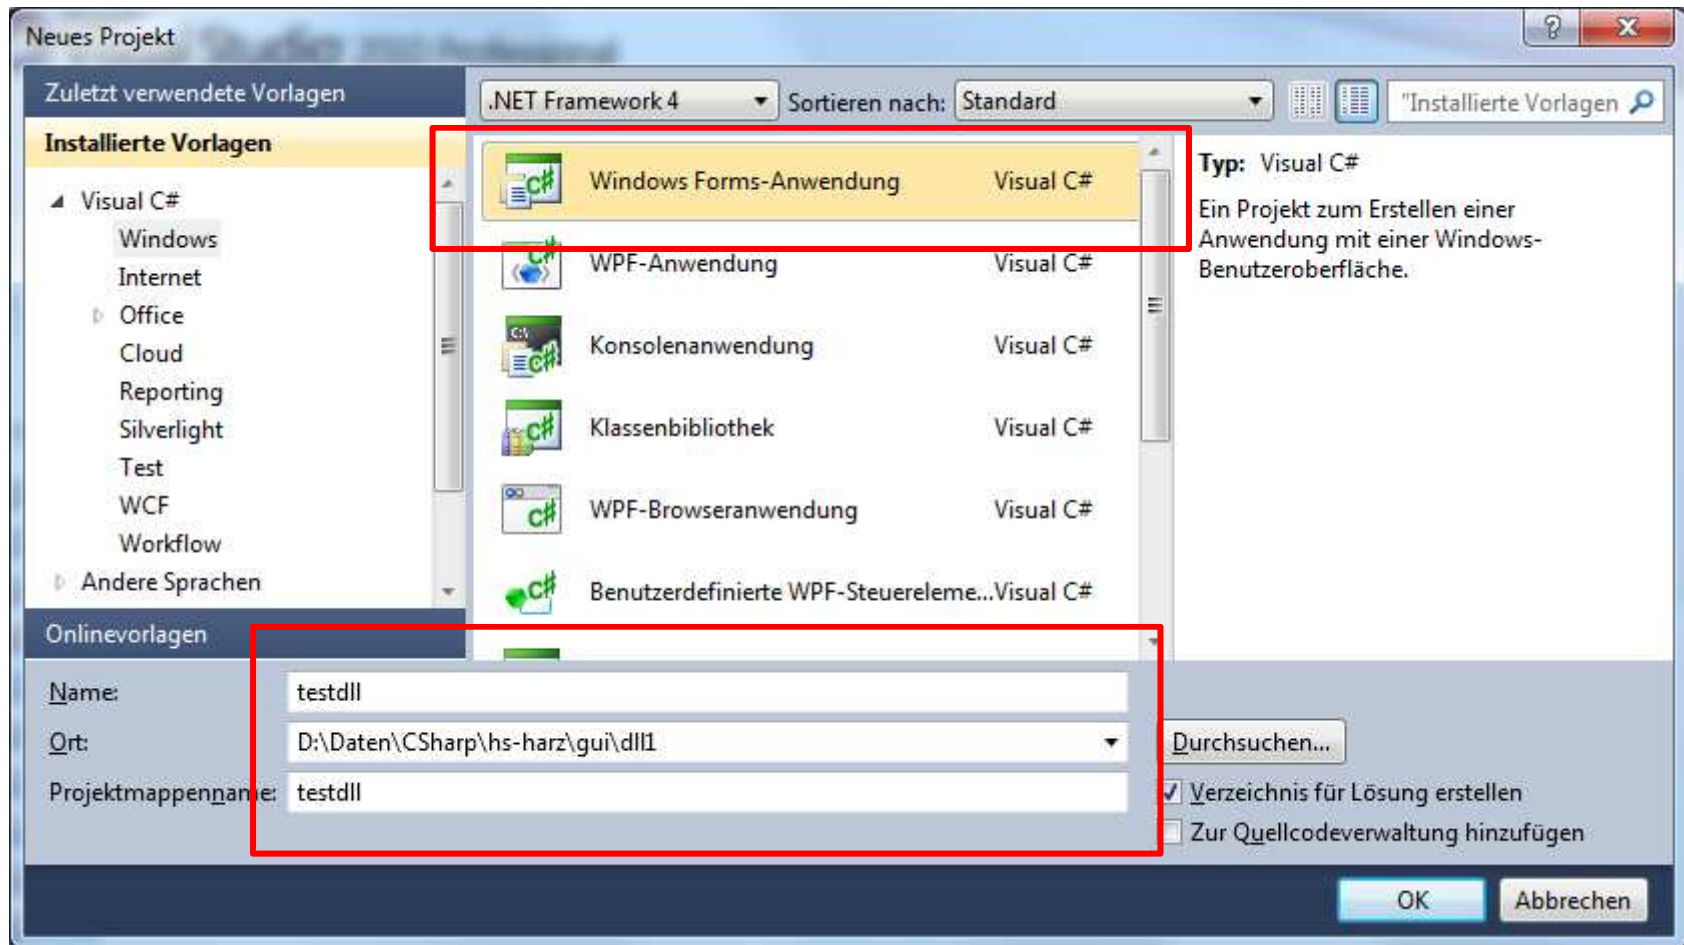 Neues Projekt
Studio 2010 Professional
Zuletzt verwendete Vorlagen
.NET Framework 4
Sortieren nach:
Standard
"Installierte Vorlagen
Installierte Vorlagen
Visual C#
Windows
Internet
Office
Cloud
Reporting
Silverlight
Test
WCF
Workflow
Andere Sprachen
Onlinevorlagen
Windows Forms-Anwendung Visual C#
WPF-Anwendung Visual C#
Konsolenanwendung Visual C#
Klassenbibliothek Visual C#
WPF-Browseranwendung Visual C#
Benutzerdefinierte WPF-Steuereleme...Visual C#
Typ: Visual C#
Ein Projekt zum Erstellen einer
Anwendung mit einer Windows-
Benutzeroberfläche.
Name: testdll
Ort: D:\Daten\CSharp\hs-harz\gui\dll1
Durchsuchen...
Projektmappenname: testdll
Verzeichnis für Lösung erstellen
Zur Quellcodeverwaltung hinzufügen
OK
Abbrechen